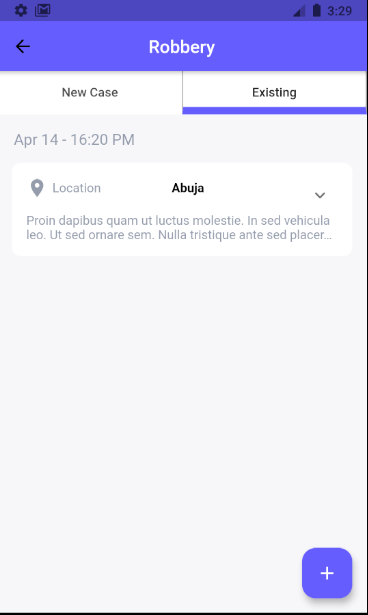 3:29
Robbery
New Case
Existing
Apr 14 - 16:20 PM
Location Abuja
Proin dapibus quam ut luctus molestie. In sed vehicula
leo. Ut sed ornare sem. Nulla tristique ante sed placer...